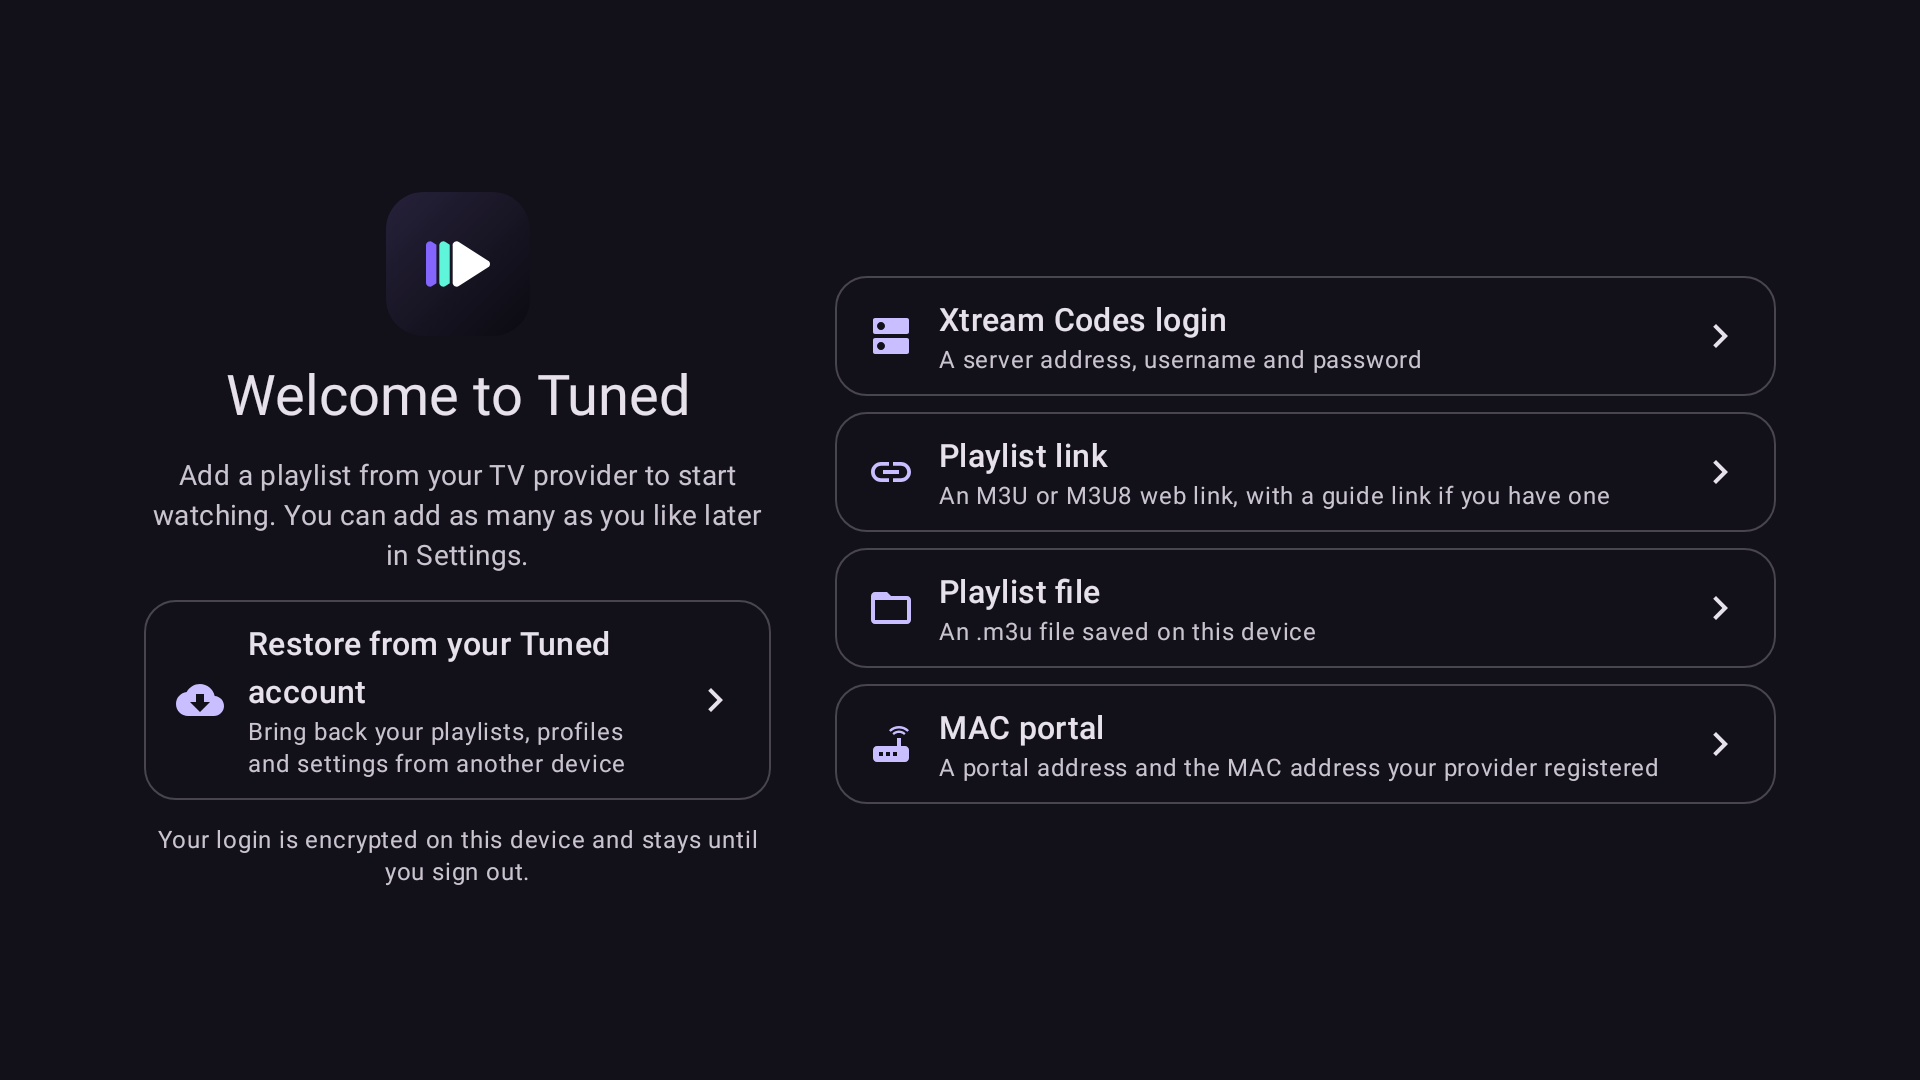 Welcome to Tuned
Add a playlist from your TV provider to start
watching. You can add as many as you like later
in Settings.
Restore from your Tuned
account
Bring back your playlists, profiles
and settings from another device
Your login is encrypted on this device and stays until
you sign out.
Xtream Codes login
A server address, username and password
Playlist link
An M3U or M3U8 web link, with a guide link if you have one
Playlist file
An .m3u file saved on this device
MAC portal
A portal address and the MAC address your provider registered